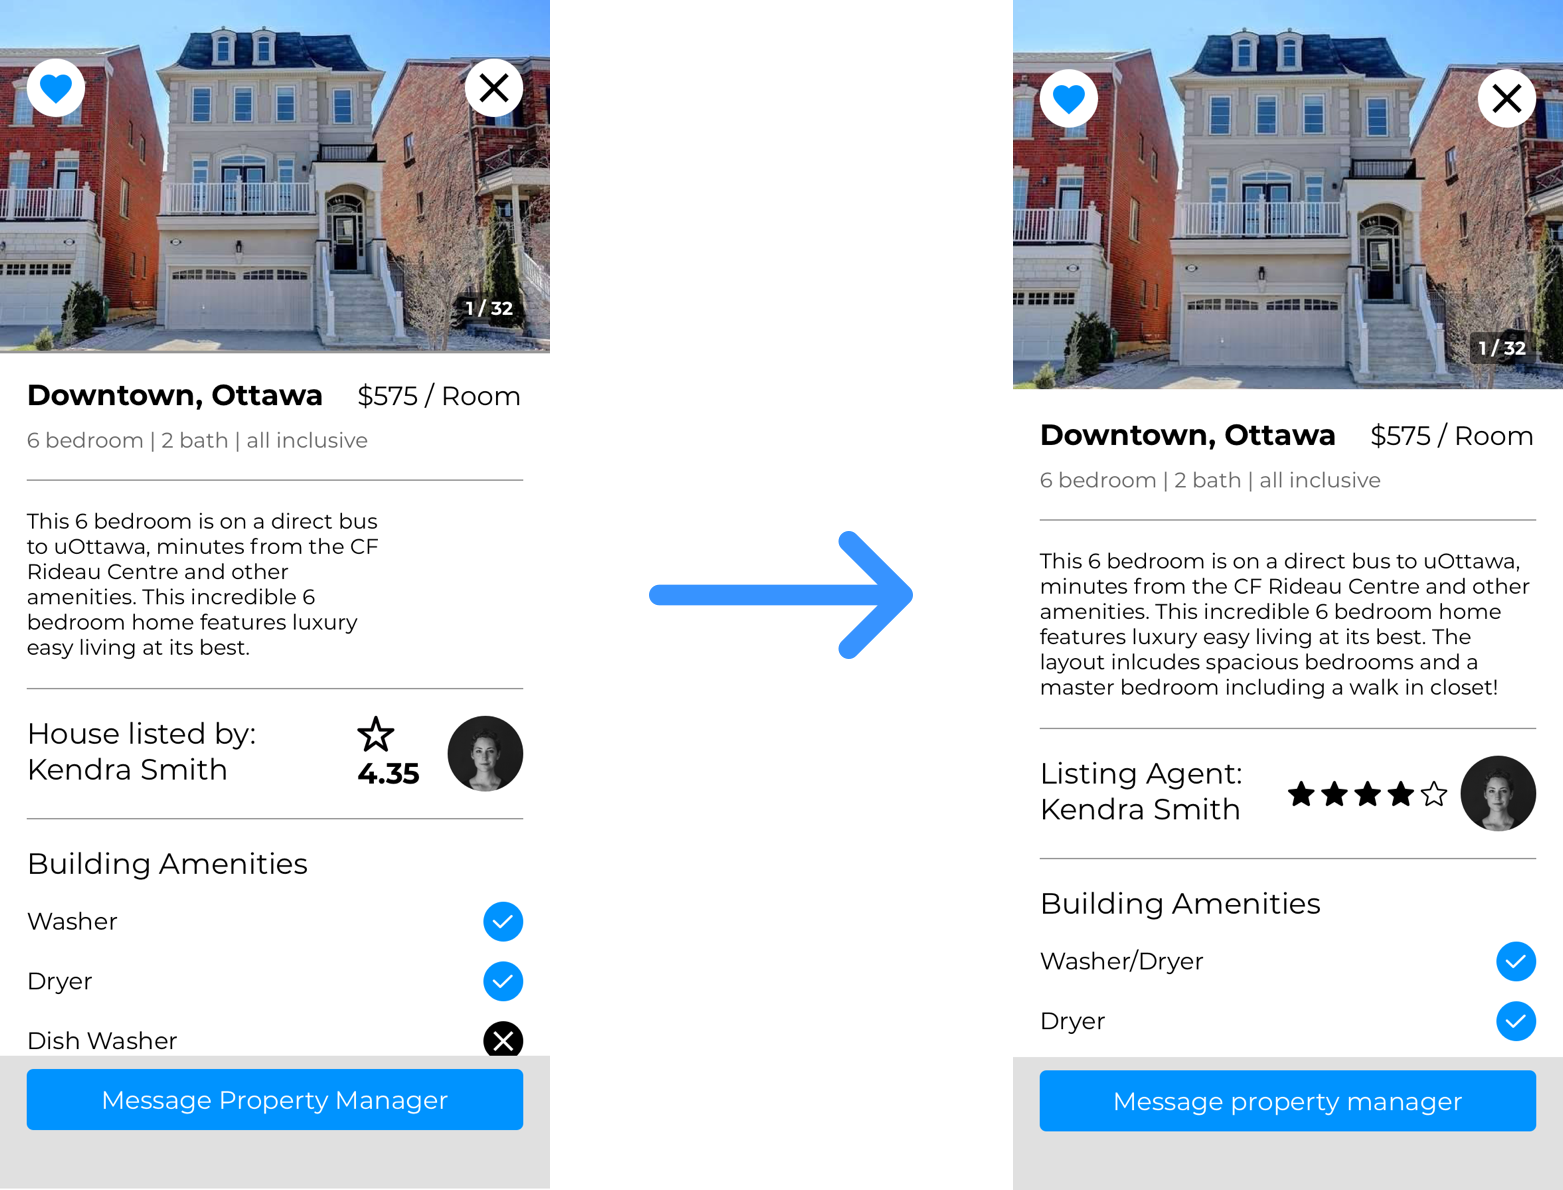 1 / 32
Downtown, Ottawa $575 / Room
6 bedroom | 2 bath | all inclusive
This 6 bedroom is on a direct bus
to uOttawa, minutes from the CF
Rideau Centre and other
amenities. This incredible 6
bedroom home features luxury
easy living at its best.
House listed by:
Kendra Smith
4.35
Building Amenities
Washer
Dryer
Dish Washer
Message Property Manager
1 / 32
Downtown, Ottawa $575 / Room
6 bedroom | 2 bath | all inclusive
This 6 bedroom is on a direct bus to uOttawa,
minutes from the CF Rideau Centre and other
amenities. This incredible 6 bedroom home
features luxury easy living at its best. The
layout inlcudes spacious bedrooms and a
master bedroom including a walk in closet!
Listing Agent:
Kendra Smith
Building Amenities
Washer/Dryer
Dryer
Message property manager